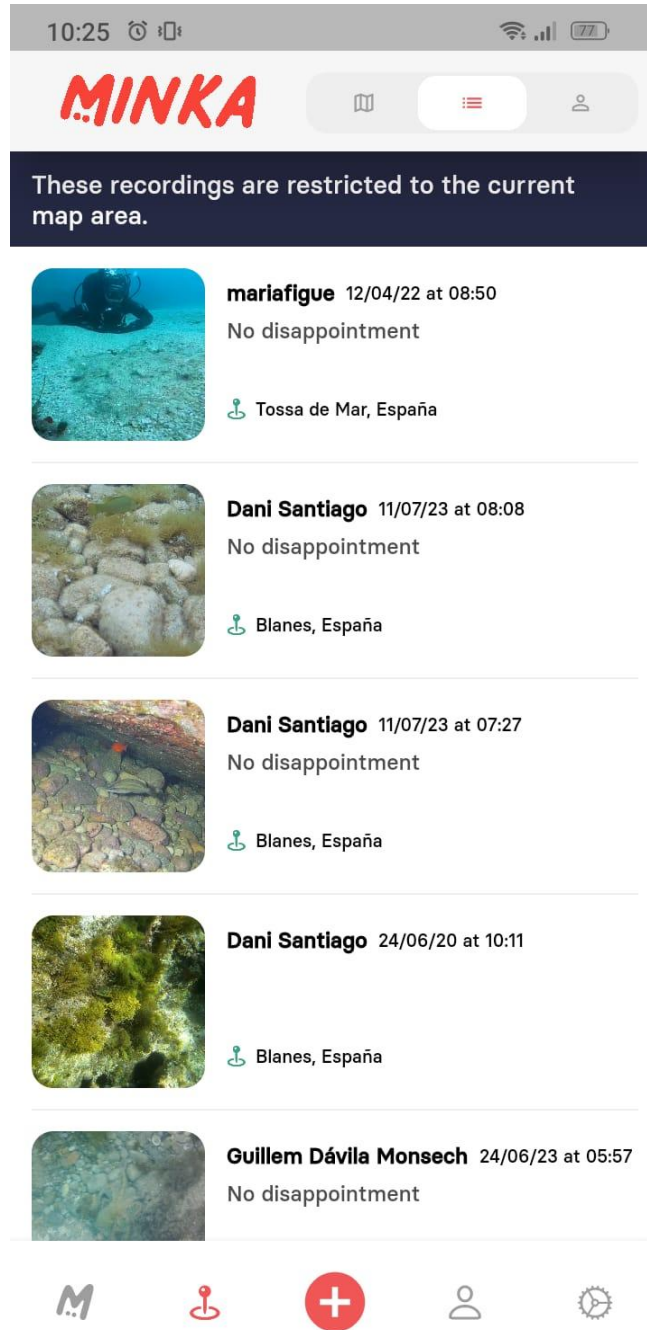 10:25
77
MINKA
These recordings are restricted to the current
map area.
mariafigue 12/04/22 at 08:50
No disappointment
Tossa de Mar, España
Dani Santiago 11/07/23 at 08:08
No disappointment
Blanes, España
Dani Santiago 11/07/23 at 07:27
No disappointment
Blanes, España
Dani Santiago 24/06/20 at 10:11
Blanes, España
Guillem Dávila Monsech 24/06/23 at 05:57
No disappointment
M